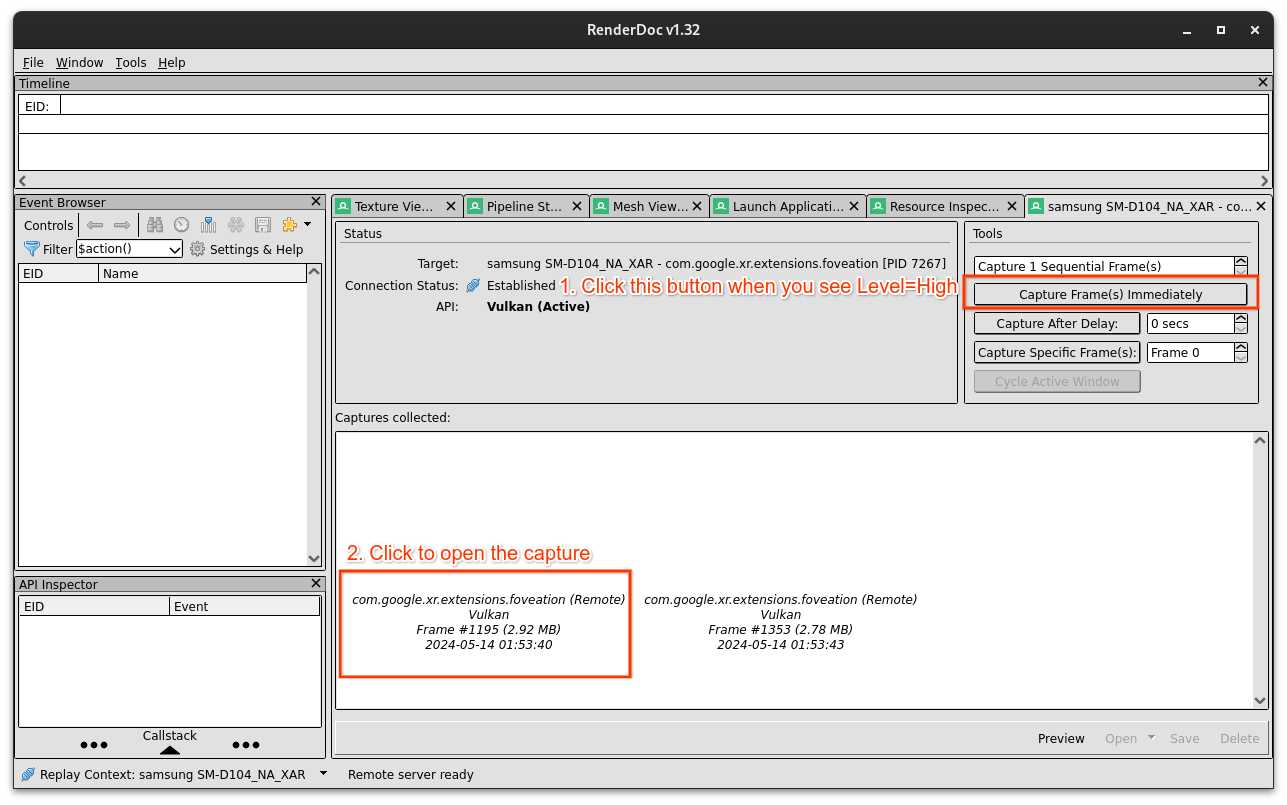 RenderDoc v1.32
File Window Tools Help
Timeline
EID:
Event Browser
Controls
Filter $action() Settings & Help
EID Name
API Inspector
EID Event
Callstack
Texture Vie... Pipeline St... Mesh View... Launch Applicati... Resource Inspec... samsung SM-D104_NA_XAR - co...
Status
Target: samsung SM-D104_NA_XAR - com.google.xr.extensions.foveation [PID 7267]
Connection Status: Established
1. Click this button when you see Level=High
API: Vulkan (Active)
Tools
Capture 1 Sequential Frame(s)
Capture Frame(s) Immediately
Capture After Delay: 0 secs
Capture Specific Frame(s): Frame 0
Cycle Active Window
Captures collected:
2. Click to open the capture
com.google.xr.extensions.foveation (Remote)
Vulkan
Frame #1195 (2.92 MB)
2024-05-14 01:53:40
com.google.xr.extensions.foveation (Remote)
Vulkan
Frame #1353 (2.78 MB)
2024-05-14 01:53:43
Preview Open Save Delete
Replay Context: samsung SM-D104_NA_XAR Remote server ready